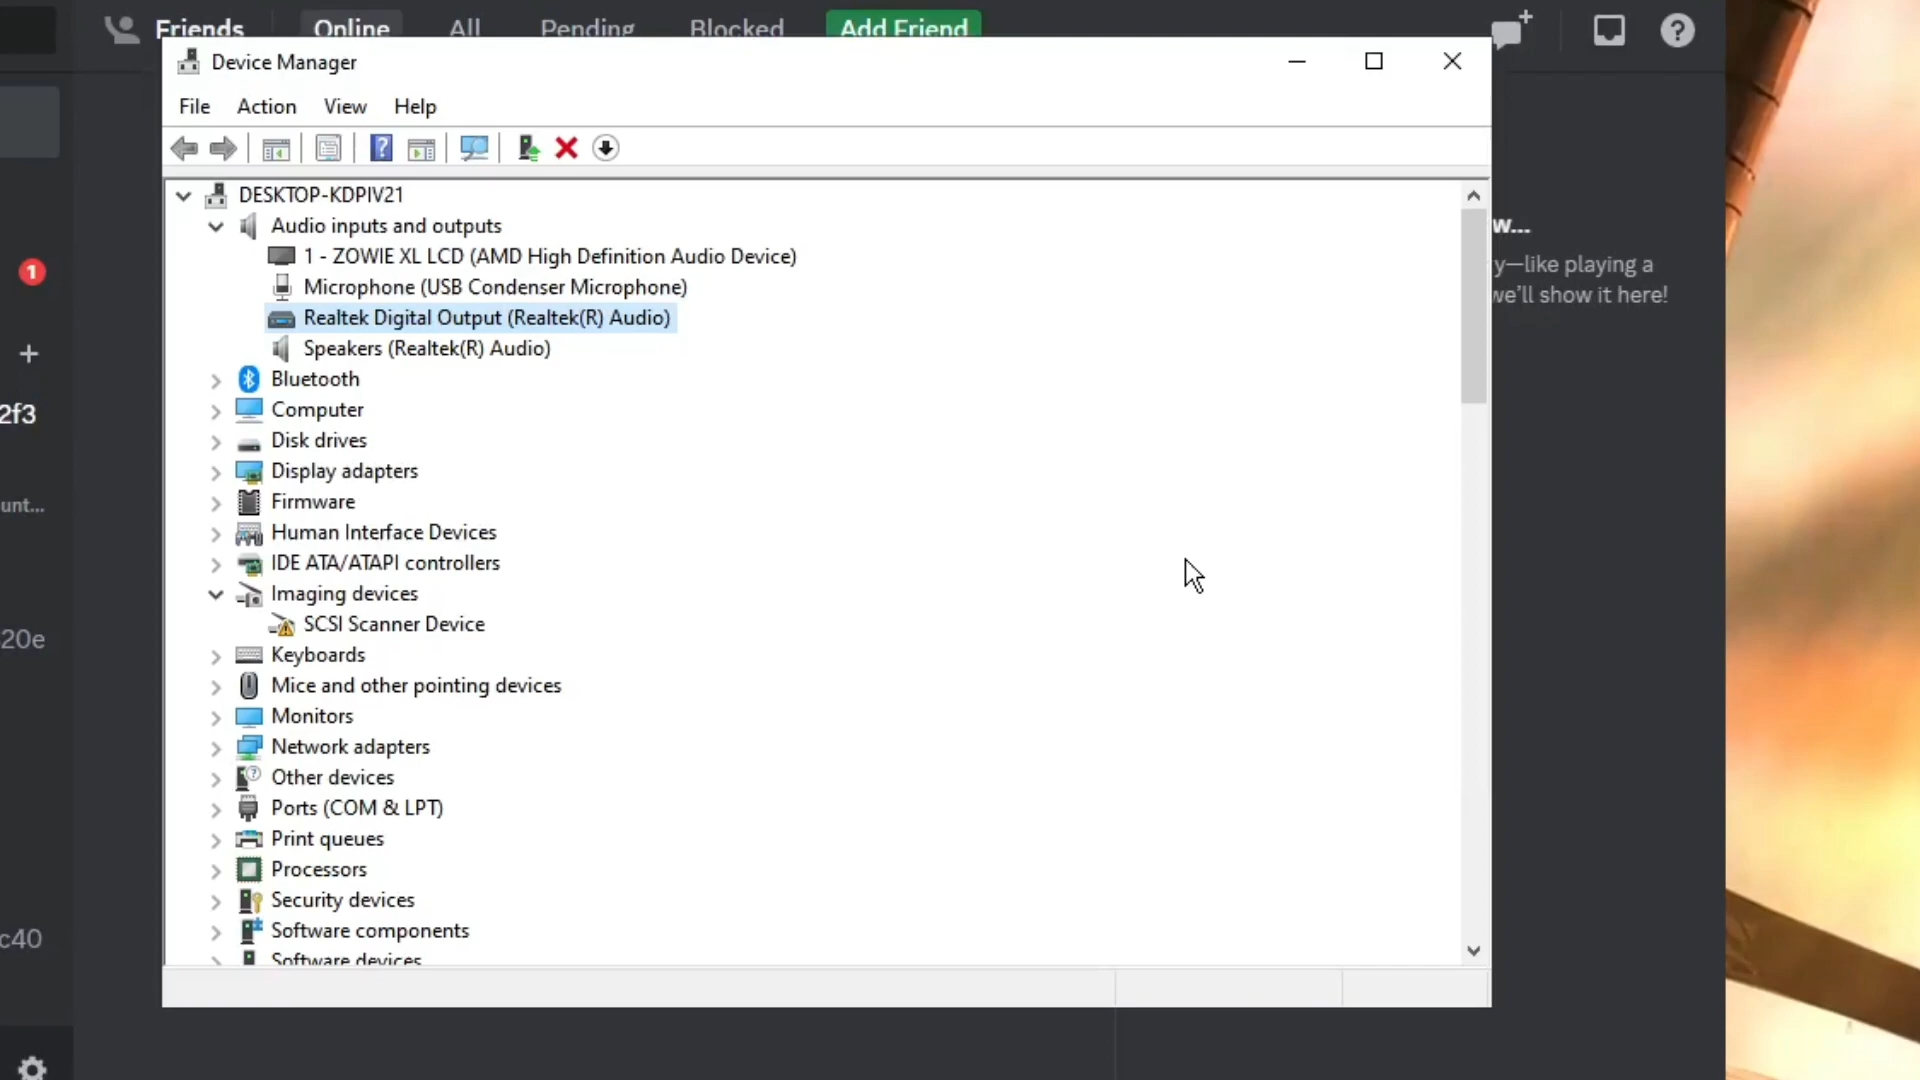 Friends Online All Pending Blocked Add Friend
Device Manager
File Action View Help
DESKTOP-KDPIV21
Audio inputs and outputs
1 - ZOWIE XL LCD (AMD High Definition Audio Device)
Microphone (USB Condenser Microphone)
Realtek Digital Output (Realtek(R) Audio)
Speakers (Realtek(R) Audio)
Bluetooth
Computer
Disk drives
Display adapters
Firmware
Human Interface Devices
IDE ATA/ATAPI controllers
Imaging devices
SCSI Scanner Device
Keyboards
Mice and other pointing devices
Monitors
Network adapters
Other devices
Ports (COM & LPT)
Print queues
Processors
Security devices
Software components
Software devices
w...
y—like playing a
we'll show it here!
1
2f3
unt...
20e
c40